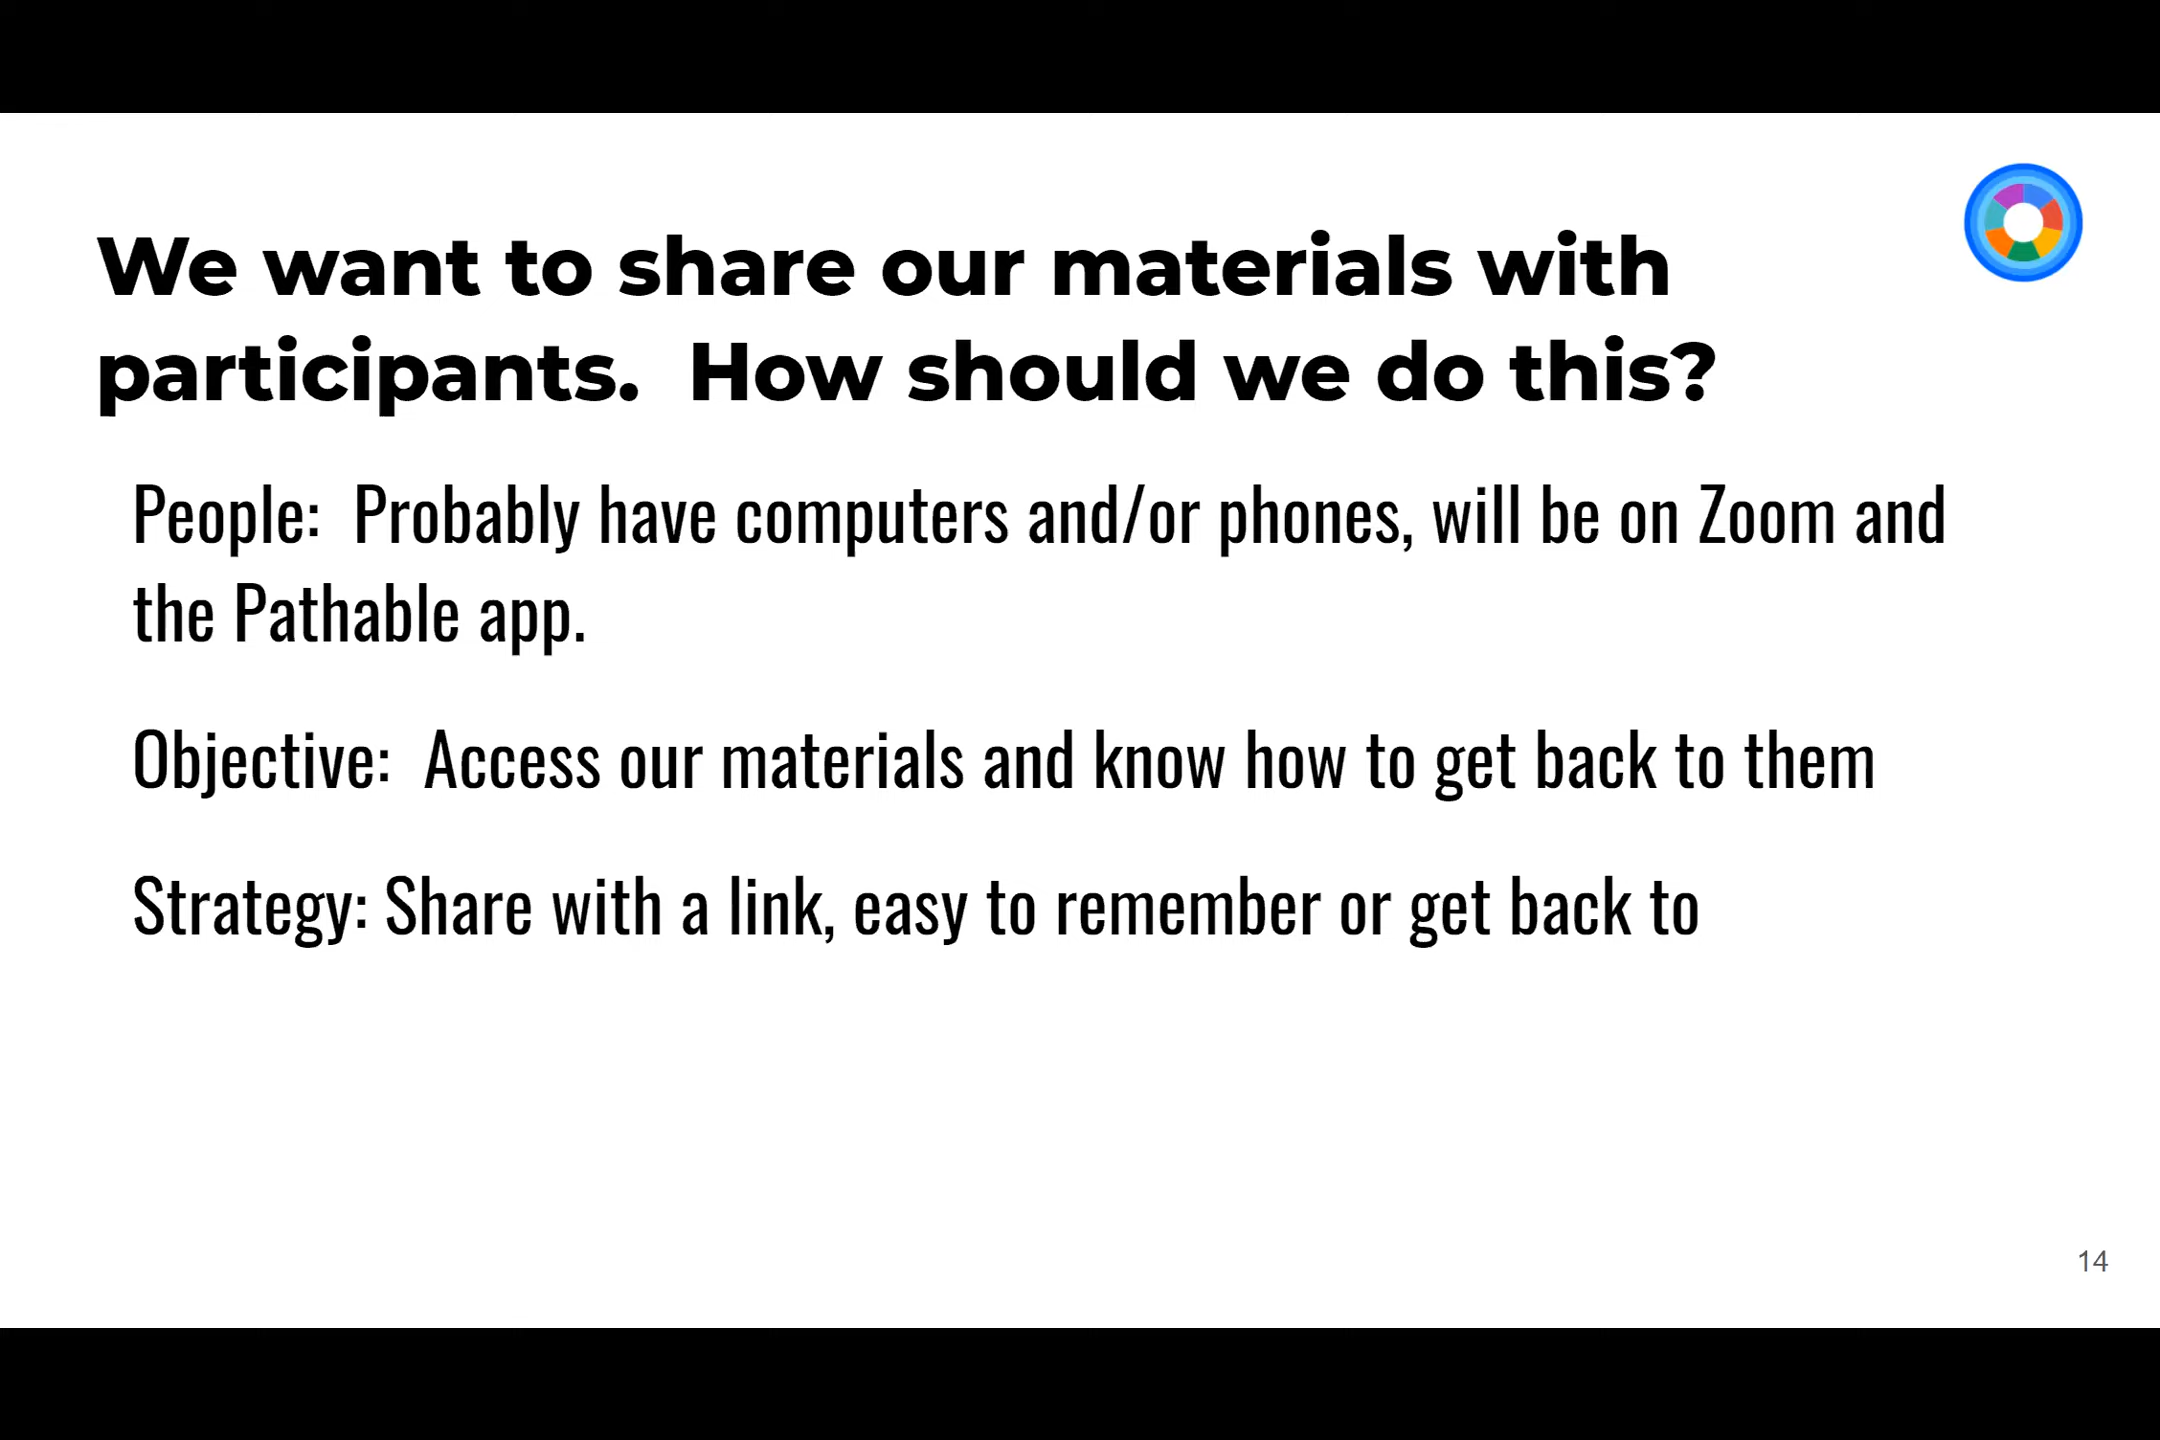 We want to share our materials with
participants.  How should we do this?
People:  Probably have computers and/or phones, will be on Zoom and
the Pathable app.
Objective:  Access our materials and know how to get back to them
Strategy: Share with a link, easy to remember or get back to
14